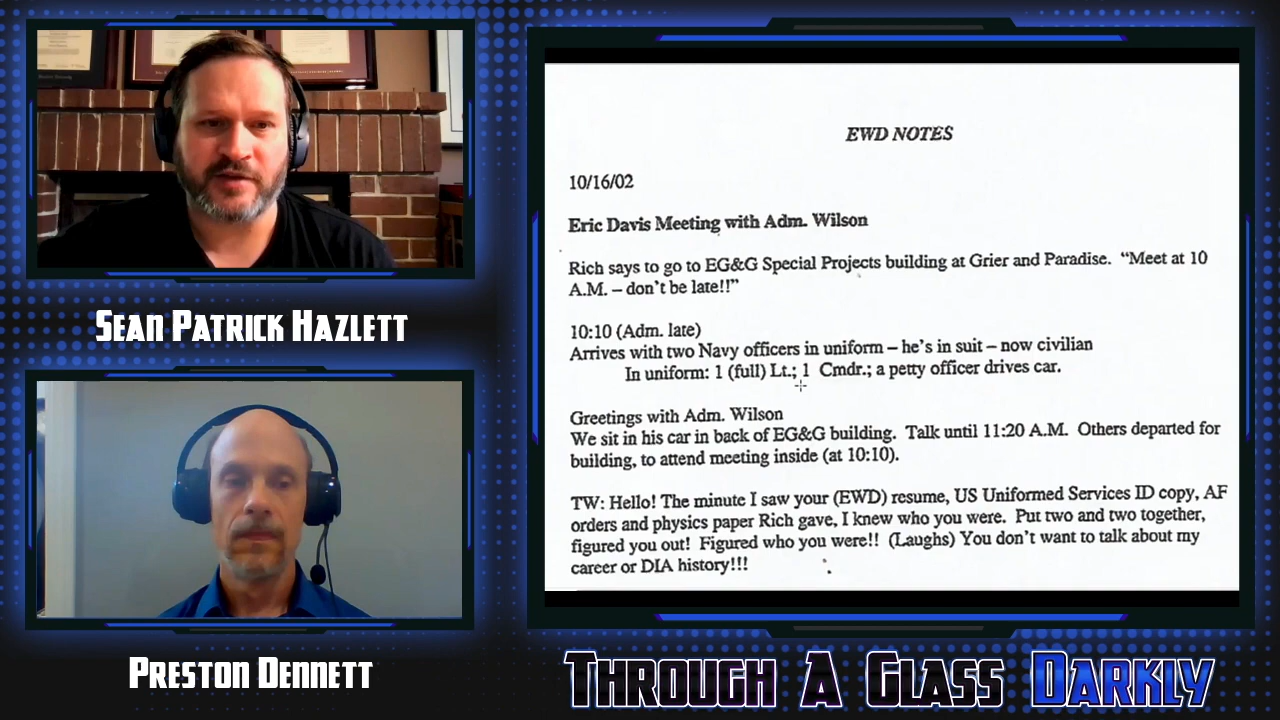 SEAN PATRICK HAZLETT
PRESTON DENNETT
EWD NOTES
10/16/02
Eric Davis Meeting with Adm. Wilson
Rich says to go to EG&G Special Projects building at Grier and Paradise. “Meet at 10
A.M. – don’t be late!!”
10:10 (Adm. late)
Arrives with two Navy officers in uniform – he’s in suit – now civilian
In uniform: 1 (full) Lt.; 1 Cmdr.; a petty officer drives car.
Greetings with Adm. Wilson
We sit in his car in back of EG&G building. Talk until 11:20 A.M. Others departed for
building, to attend meeting inside (at 10:10).
TW: Hello! The minute I saw your (EWD) resume, US Uniformed Services ID copy, AF
orders and physics paper Rich gave, I knew who you were. Put two and two together,
figured you out! Figured who you were!! (Laughs) You don’t want to talk about my
career or DIA history!!!
THROUGH A GLASS DARKLY